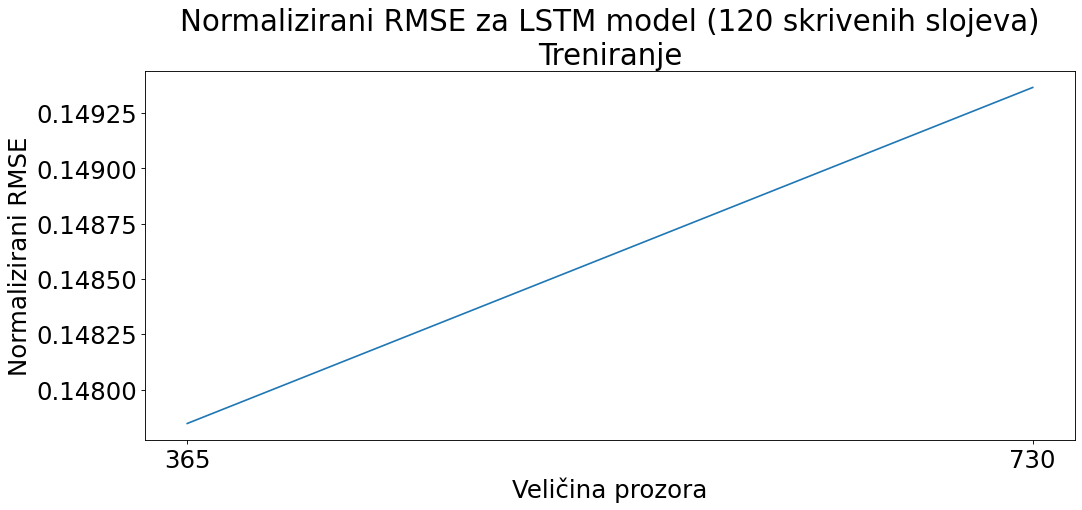 Normalizirani RMSE za LSTM model (120 skrivenih slojeva)
Treniranje
Normalizirani RMSE
0.14925
0.14900
0.14875
0.14850
0.14825
0.14800
365
730
Veličina prozora